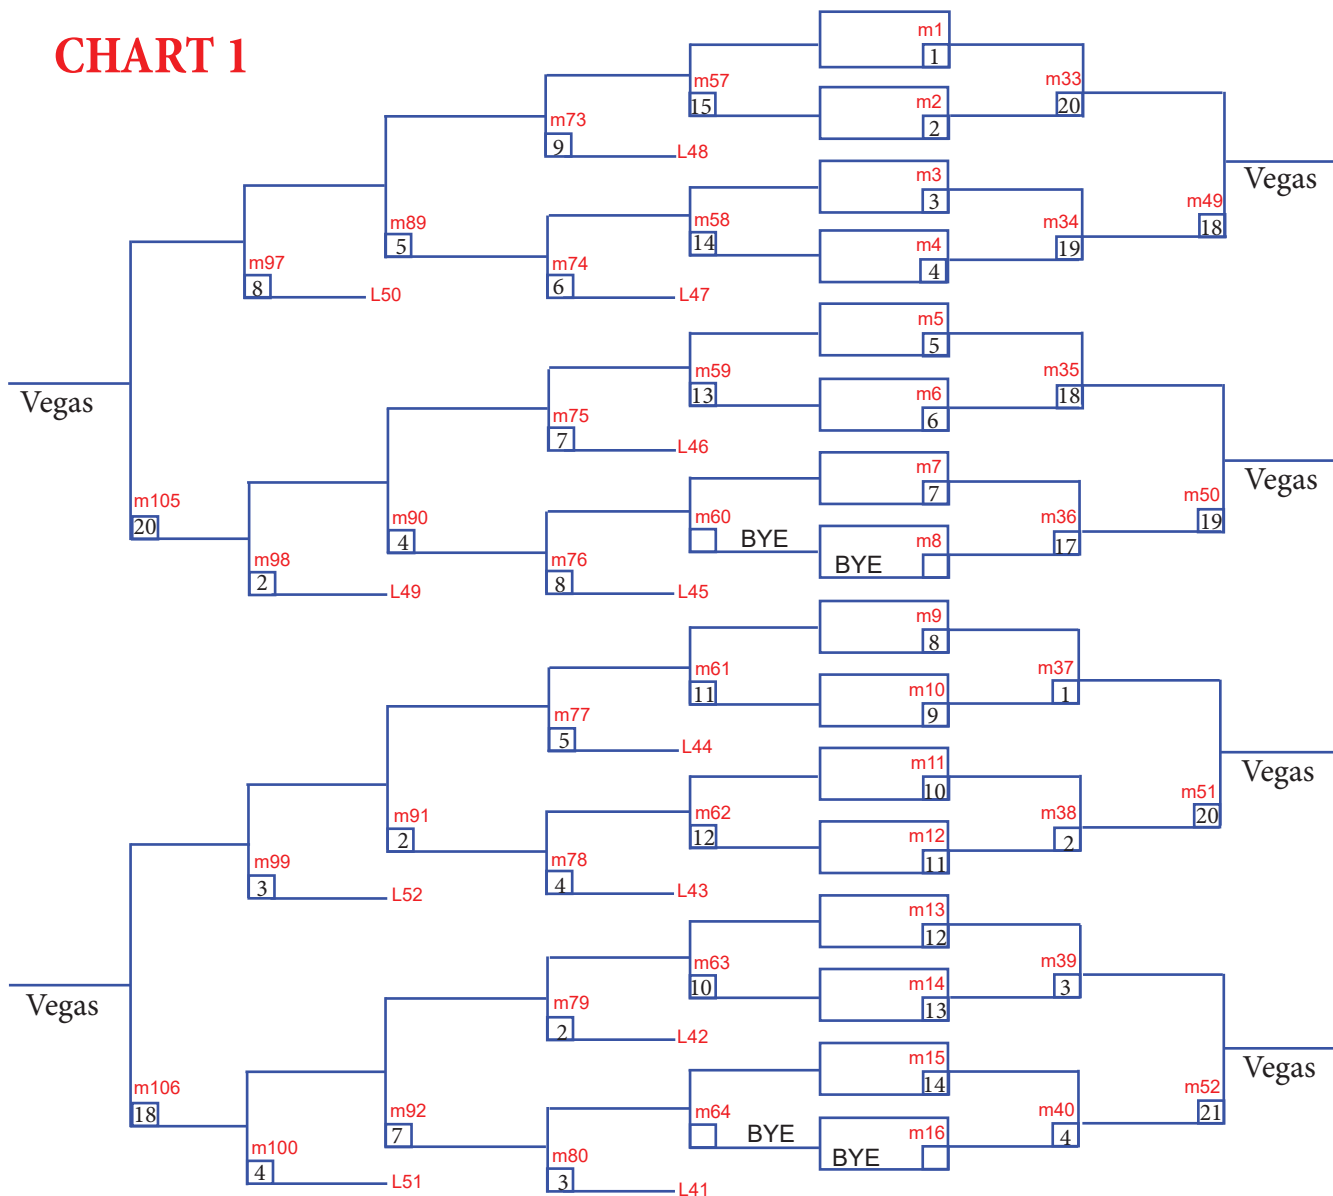 CHART 1
m1
1
m57
15
m2
2
m33
20
m73
9
L48
m3
3
Vegas
m58
14
m4
4
m34
19
m49
18
m89
5
m74
6
L47
m97
8
L50
m5
5
m59
13
m6
6
m35
18
Vegas
m75
7
L46
m7
7
Vegas
m105
20
m90
4
m60
BYE
BYE
m8
m36
17
m50
19
m98
2
L49
m76
8
L45
m9
8
m61
11
m10
9
m37
1
m77
5
L44
m11
10
Vegas
m91
2
m62
12
m12
11
m38
2
m51
20
m99
3
L52
m78
4
L43
m13
12
m63
10
m14
13
m39
3
Vegas
m79
2
L42
m15
14
Vegas
m106
18
m92
7
m64
BYE
BYE
m16
m40
4
m52
21
m100
4
L51
m80
3
L41